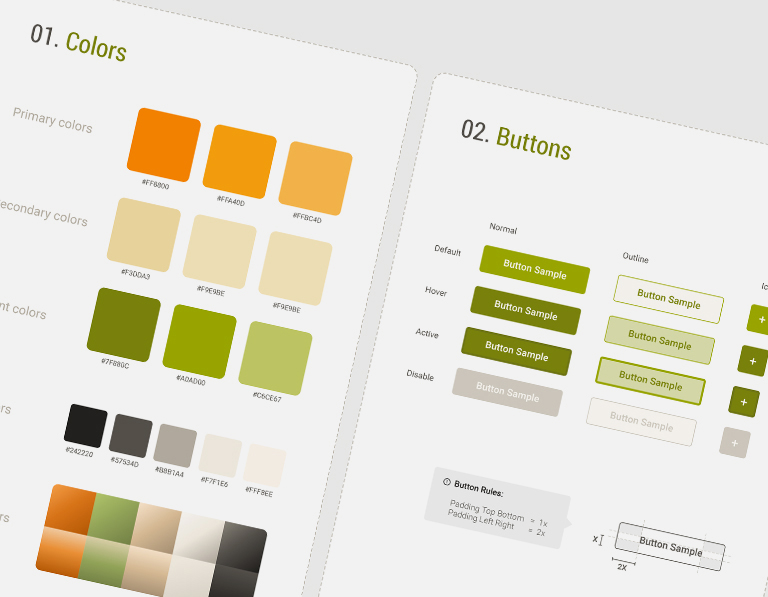 01. Colors
Primary colors
#FF8800
#FFA40D
#FFBC4D
econdary colors
#F3DDA3
#F9E9BE
#F9E9BE
nt colors
#7F880C
#A0AD00
#C6CE67
rs
#242220
#57534D
#B8B1A4
#F7F1E6
#FFF8EE
rs
02. Buttons
Normal
Outline
Ic
Default
Button Sample
Button Sample
+
Hover
Button Sample
Button Sample
+
Active
Button Sample
Button Sample
+
Disable
Button Sample
Button Sample
+
Button Rules:
Padding Top Bottom > 1x
Padding Left Right = 2x
X
Button Sample
2X